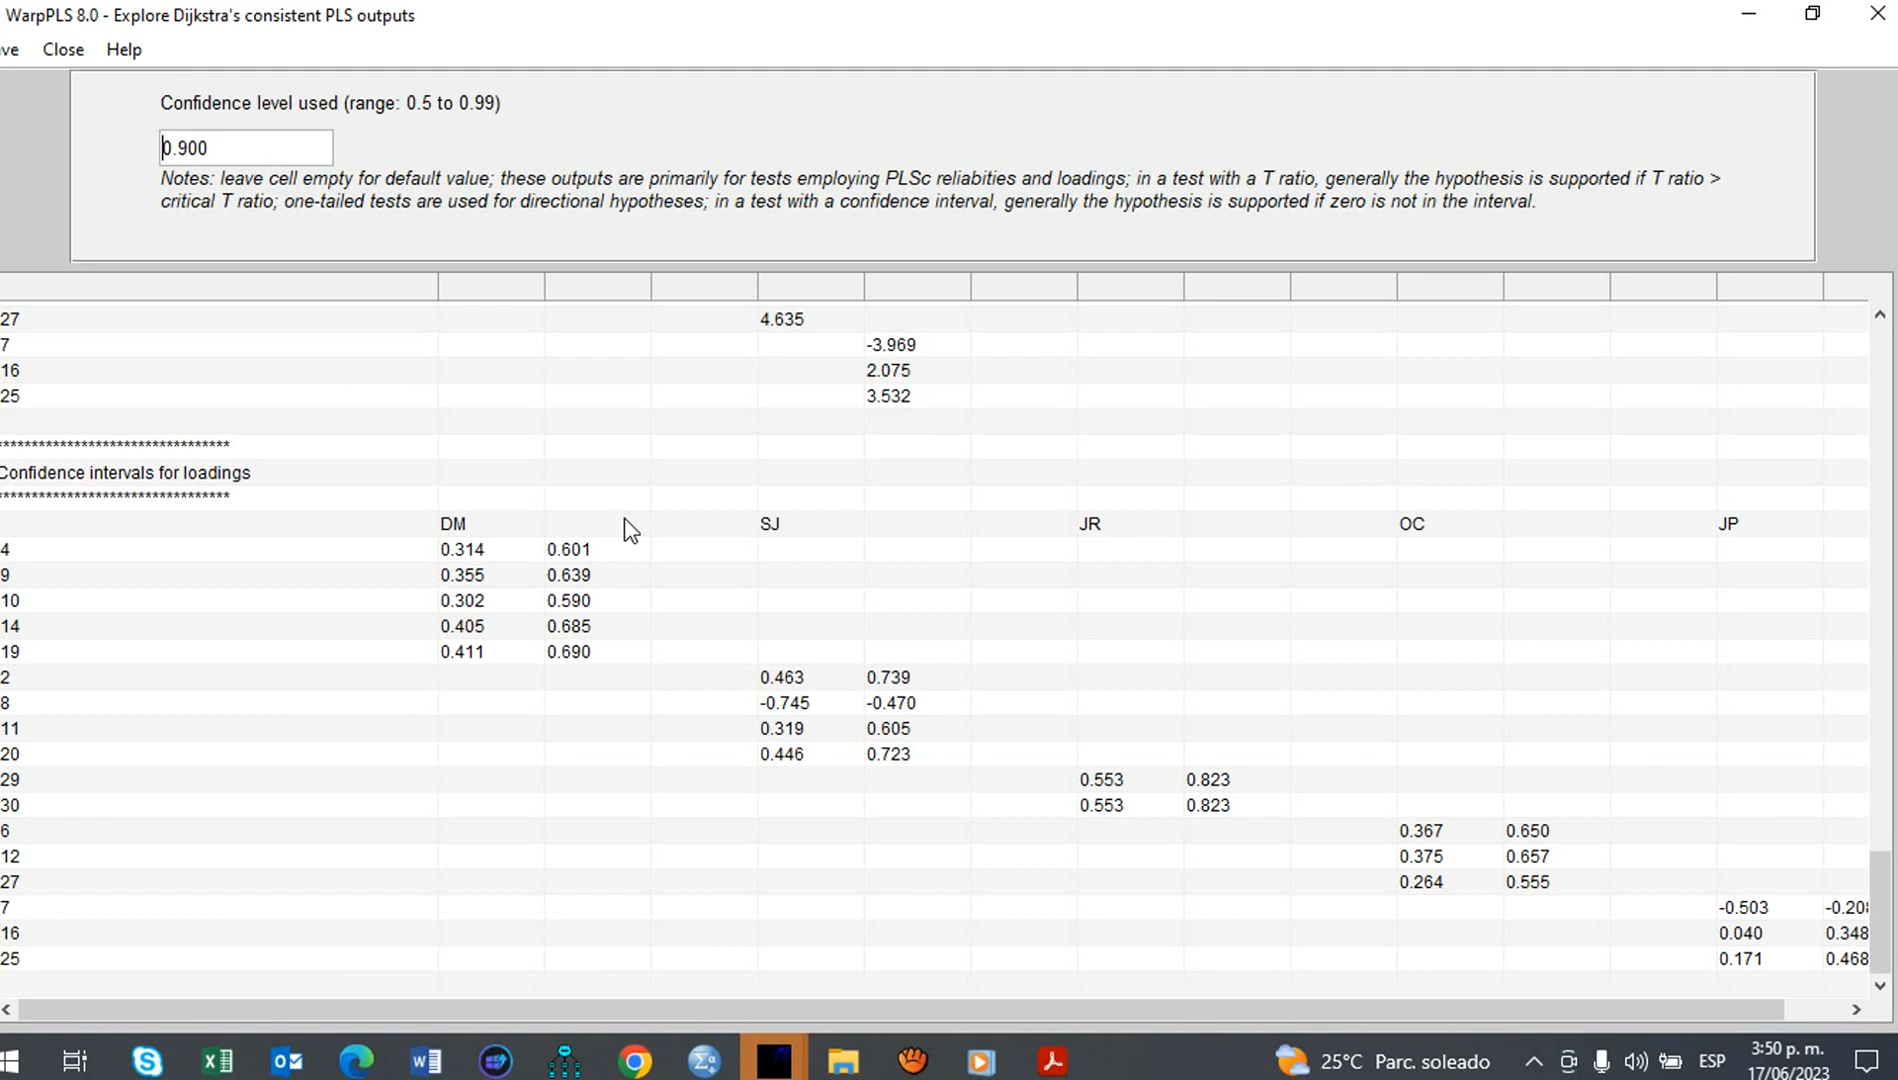 WarpPLS 8.0 - Explore Dijkstra's consistent PLS outputs
ve Close Help
Confidence level used (range: 0.5 to 0.99)
0.900
Notes: leave cell empty for default value; these outputs are primarily for tests employing PLSc reliabities and loadings; in a test with a T ratio, generally the hypothesis is supported if T ratio >
critical T ratio; one-tailed tests are used for directional hypotheses; in a test with a confidence interval, generally the hypothesis is supported if zero is not in the interval.
27 4.635
7 -3.969
16 2.075
25 3.532
*********************************
Confidence intervals for loadings
*********************************
DM SJ JR OC JP
4 0.314 0.601
9 0.355 0.639
10 0.302 0.590
14 0.405 0.685
19 0.411 0.690
2 0.463 0.739
8 -0.745 -0.470
11 0.319 0.605
20 0.446 0.723
29 0.553 0.823
30 0.553 0.823
6 0.367 0.650
12 0.375 0.657
27 0.264 0.555
7 -0.503 -0.20
16 0.040 0.348
25 0.171 0.468
25°C Parc. soleado ESP 3:50 p. m.
17/06/2023